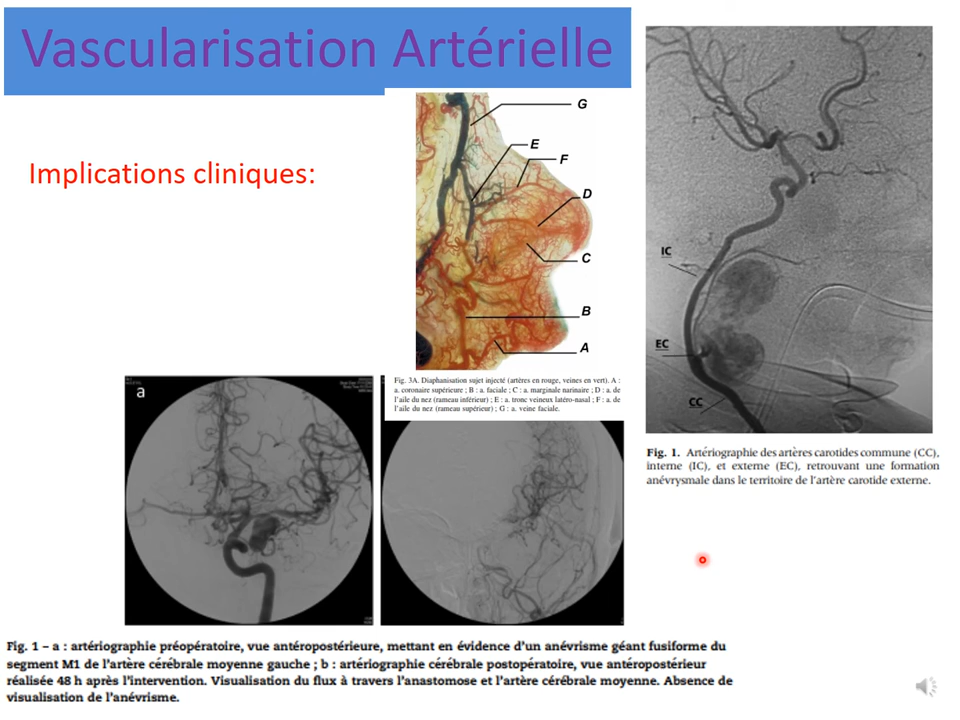 Vascularisation Artérielle
Implications cliniques:
G
E
F
D
C
B
A
Fig. 3A. Diaphanisation sujet injecté (artères en rouge, veines en vert). A :
a. coronaire supérieure ; B : a. faciale ; C : a. marginale narinaire ; D : a. de
l'aile du nez (rameau inférieur) ; E : a. tronc veineux latéro-nasal ; F : a. de
l'aile du nez (rameau supérieur) ; G : a. veine faciale.
IC
EC
CC
Fig. 1. Artériographie des artères carotides commune (CC),
interne (IC), et externe (EC), retrouvant une formation
anévrysmale dans le territoire de l'artère carotide externe.
a
Fig. 1 – a : artériographie préopératoire, vue antéropostérieure, mettant en évidence d'un anévrisme géant fusiforme du
segment M1 de l'artère cérébrale moyenne gauche ; b : artériographie cérébrale postopératoire, vue antéropostérieur
réalisée 48 h après l'intervention. Visualisation du flux à travers l'anastomose et l'artère cérébrale moyenne. Absence de
visualisation de l'anévrisme.